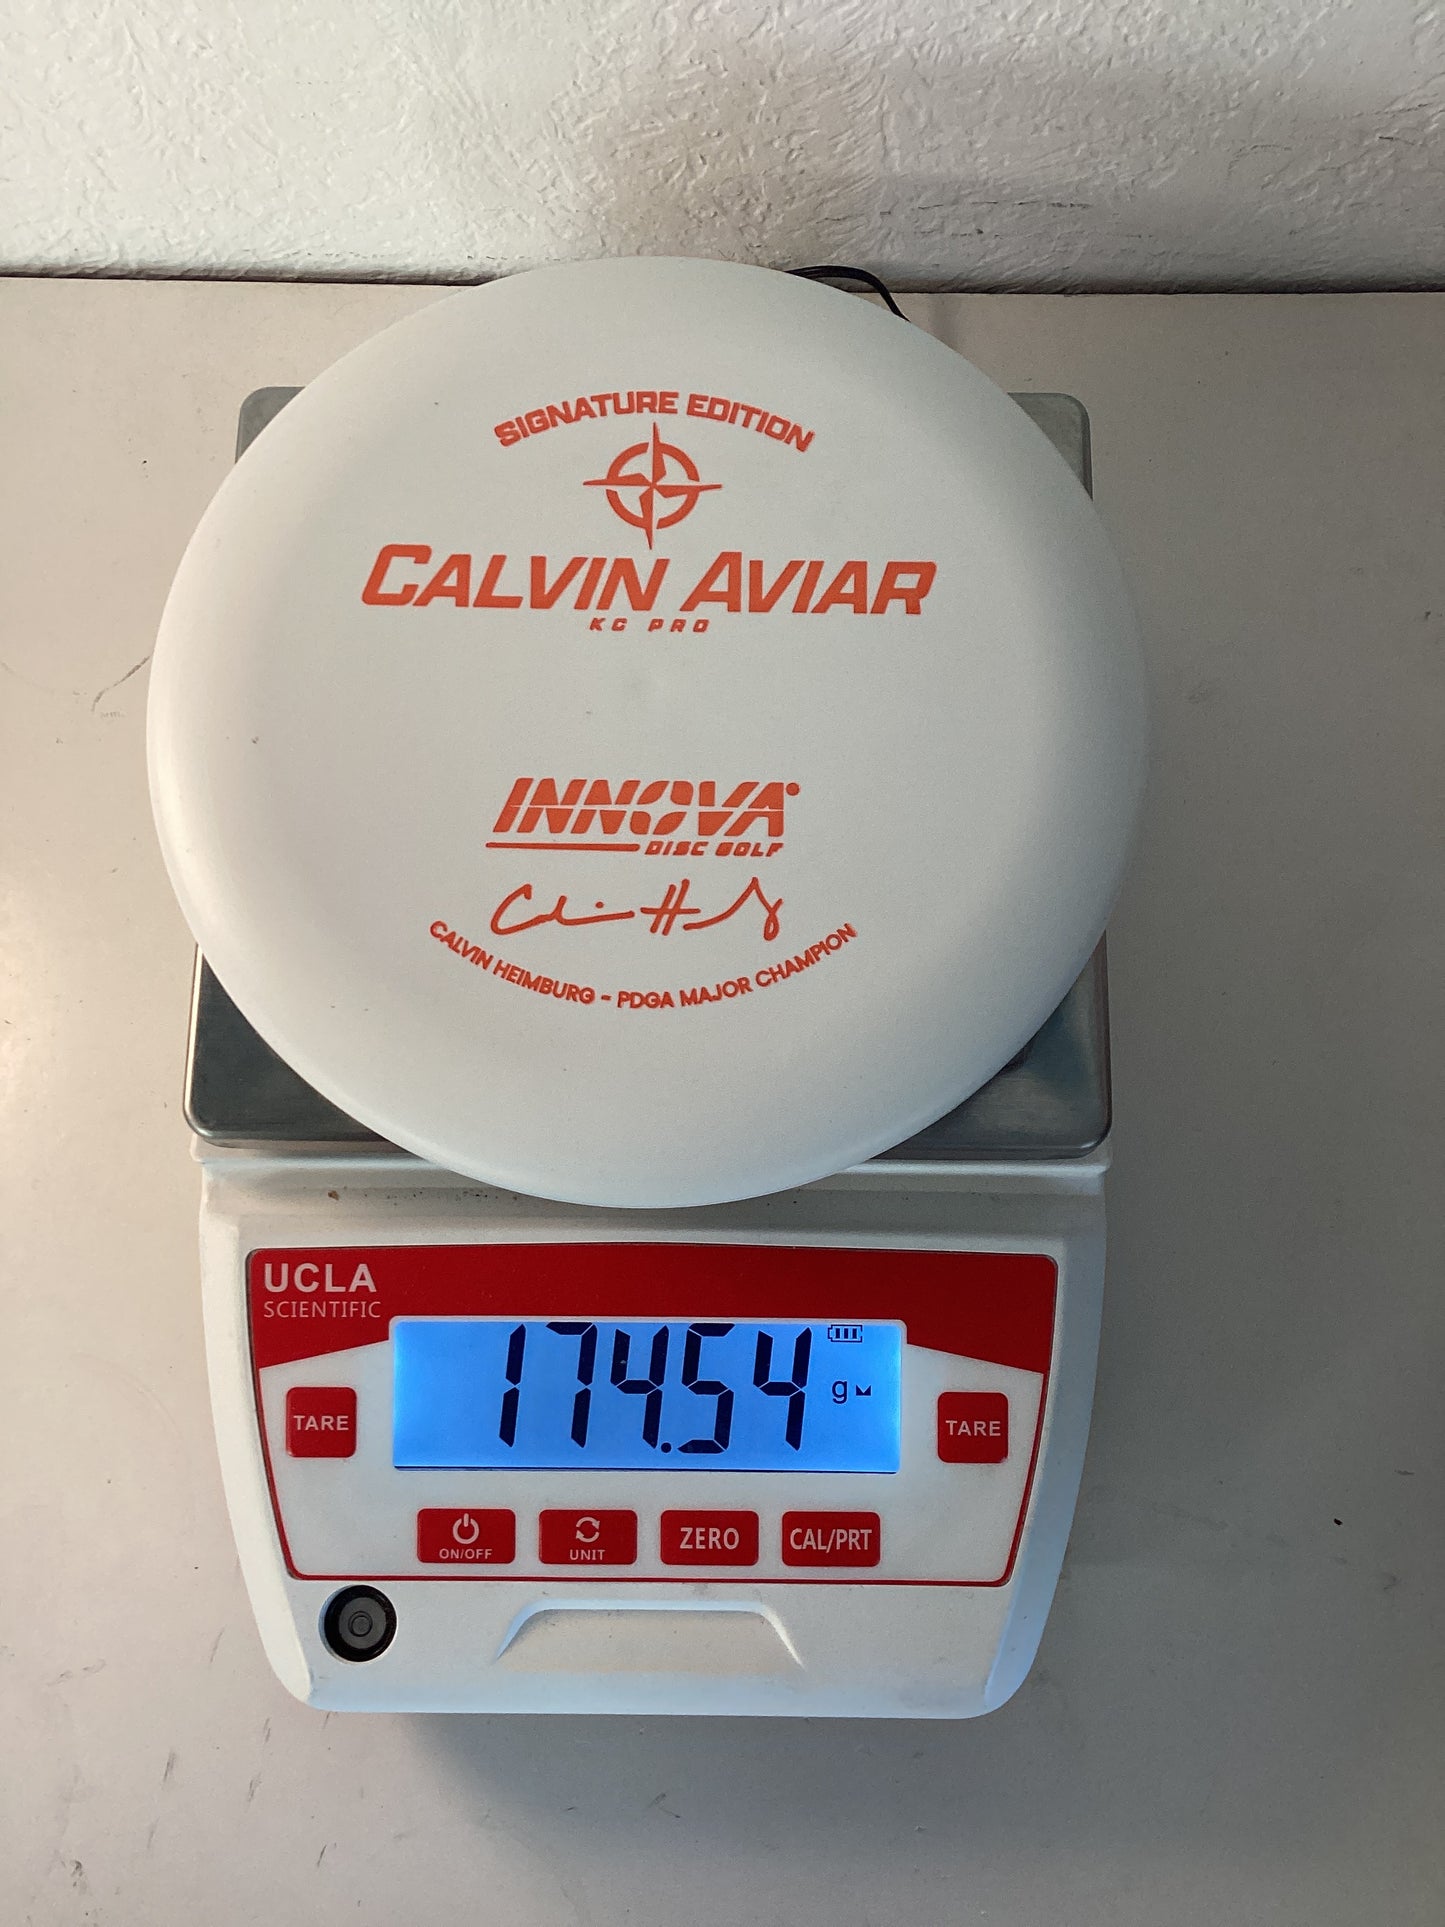 SIGNATURE EDITION
CALVIN AVIAR
KC PRO
INNOVA
DISC GOLF
CALVIN HEIMBURG - PDGA MAJOR CHAMPION
UCLA
SCIENTIFIC
174.54 g
TARE
TARE
ON/OFF
UNIT
ZERO
CAL/PRT